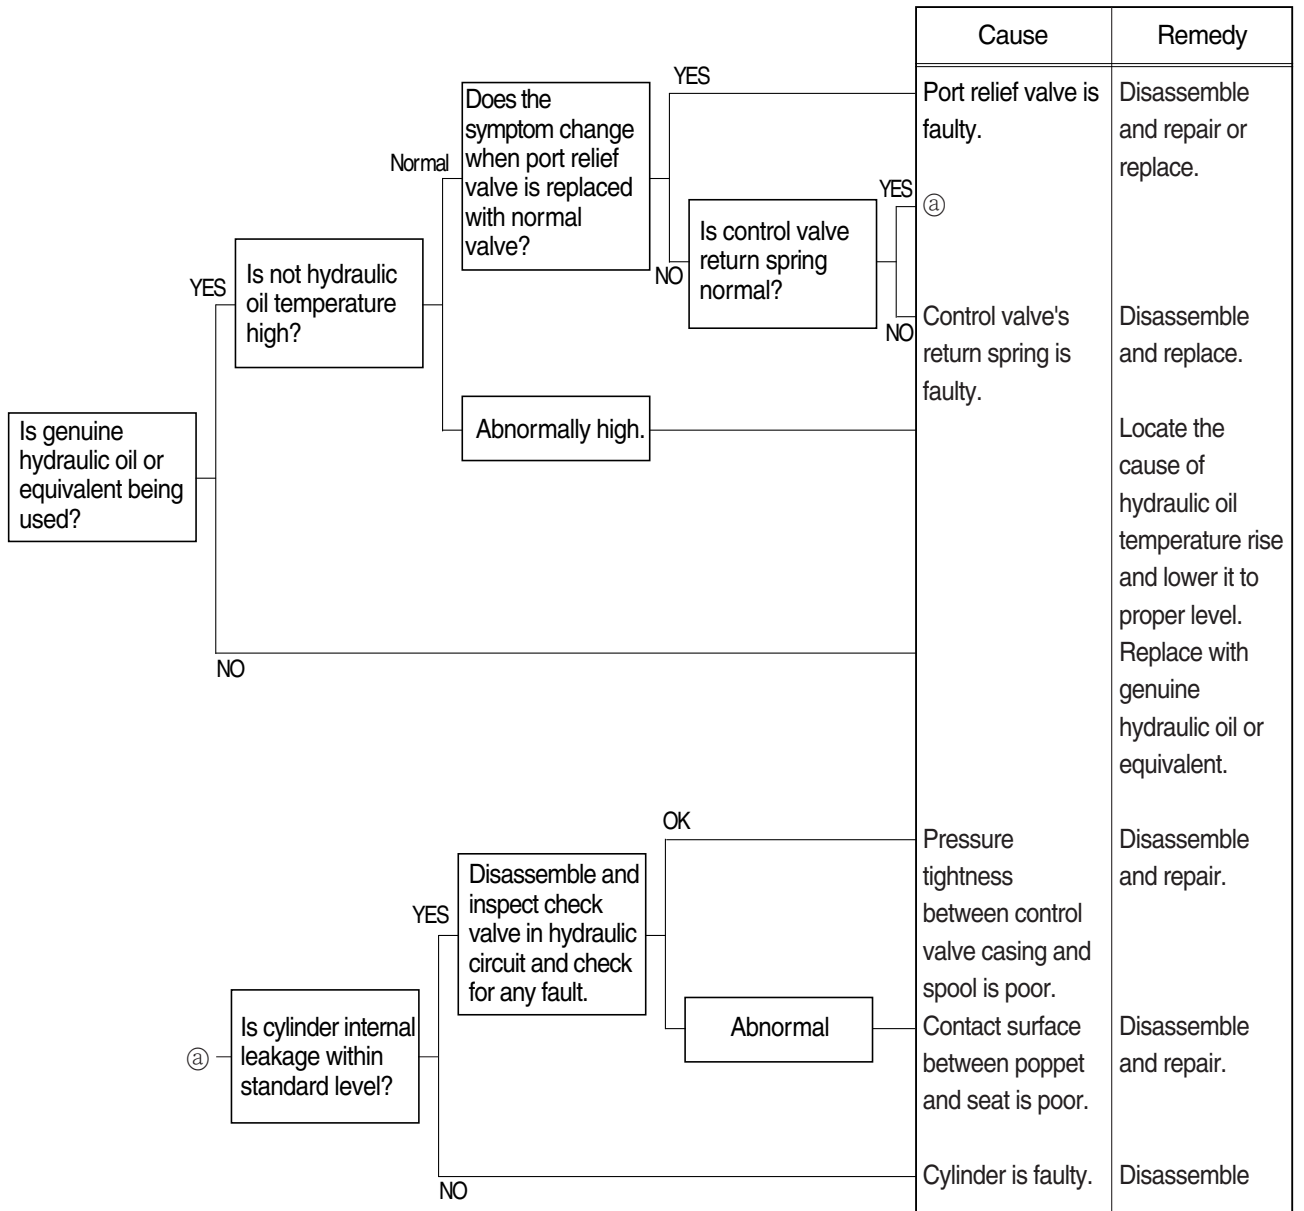 Cause
Remedy
YES
Port relief valve is
faulty.
Disassemble
and repair or
replace.
Does the
symptom change
when port relief
valve is replaced
with normal
valve?
Normal
YES
ⓐ
Is control valve
return spring
normal?
NO
NO
Control valve's
return spring is
faulty.
Disassemble
and replace.
YES
Is not hydraulic
oil temperature
high?
Abnormally high.
Locate the
cause of
hydraulic oil
temperature rise
and lower it to
proper level.
Is genuine
hydraulic oil or
equivalent being
used?
NO
Replace with
genuine
hydraulic oil or
equivalent.
OK
Pressure
tightness
between control
valve casing and
spool is poor.
Disassemble
and repair.
YES
Disassemble and
inspect check
valve in hydraulic
circuit and check
for any fault.
Abnormal
Contact surface
between poppet
and seat is poor.
Disassemble
and repair.
ⓐ
Is cylinder internal
leakage within
standard level?
NO
Cylinder is faulty.
Disassemble